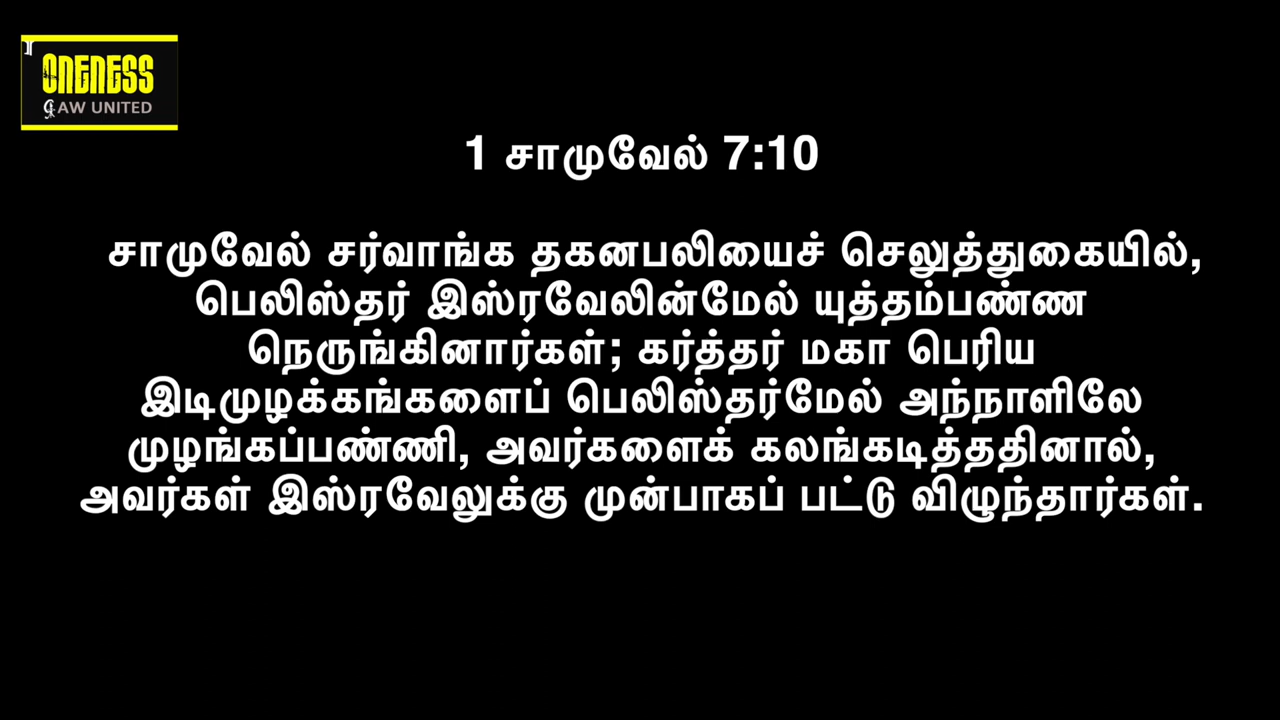 ONENESS
LAW UNITED
1 சாமுவேல் 7:10
சாமுவேல் சர்வாங்க தகனபலியைச் செலுத்துகையில்,
பெலிஸ்தர் இஸ்ரவேலின்மேல் யுத்தம்பண்ண
நெருங்கினார்கள்; கர்த்தர் மகா பெரிய
இடிமுழக்கங்களைப் பெலிஸ்தர்மேல் அந்நாளிலே
முழங்கப்பண்ணி, அவர்களைக் கலங்கடித்ததினால்,
அவர்கள் இஸ்ரவேலுக்கு முன்பாகப் பட்டு விழுந்தார்கள்.